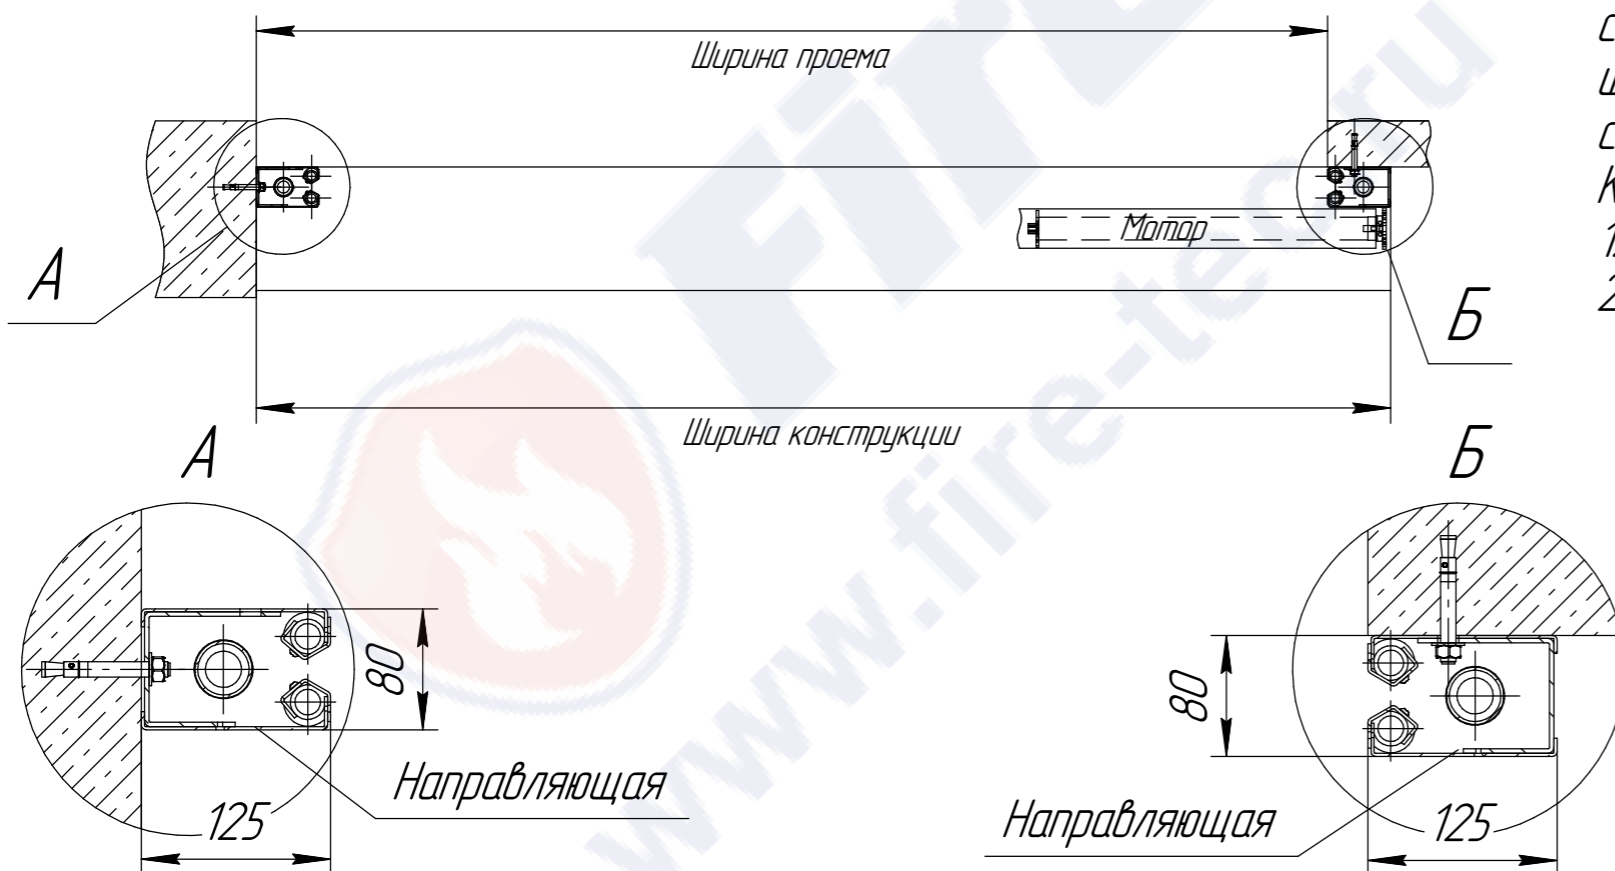 Ширина проема
Мотор
А
Б
Ширина конструкции
А
Б
80
80
Направляющая
Направляющая
125
125
www.fire-tec.ru